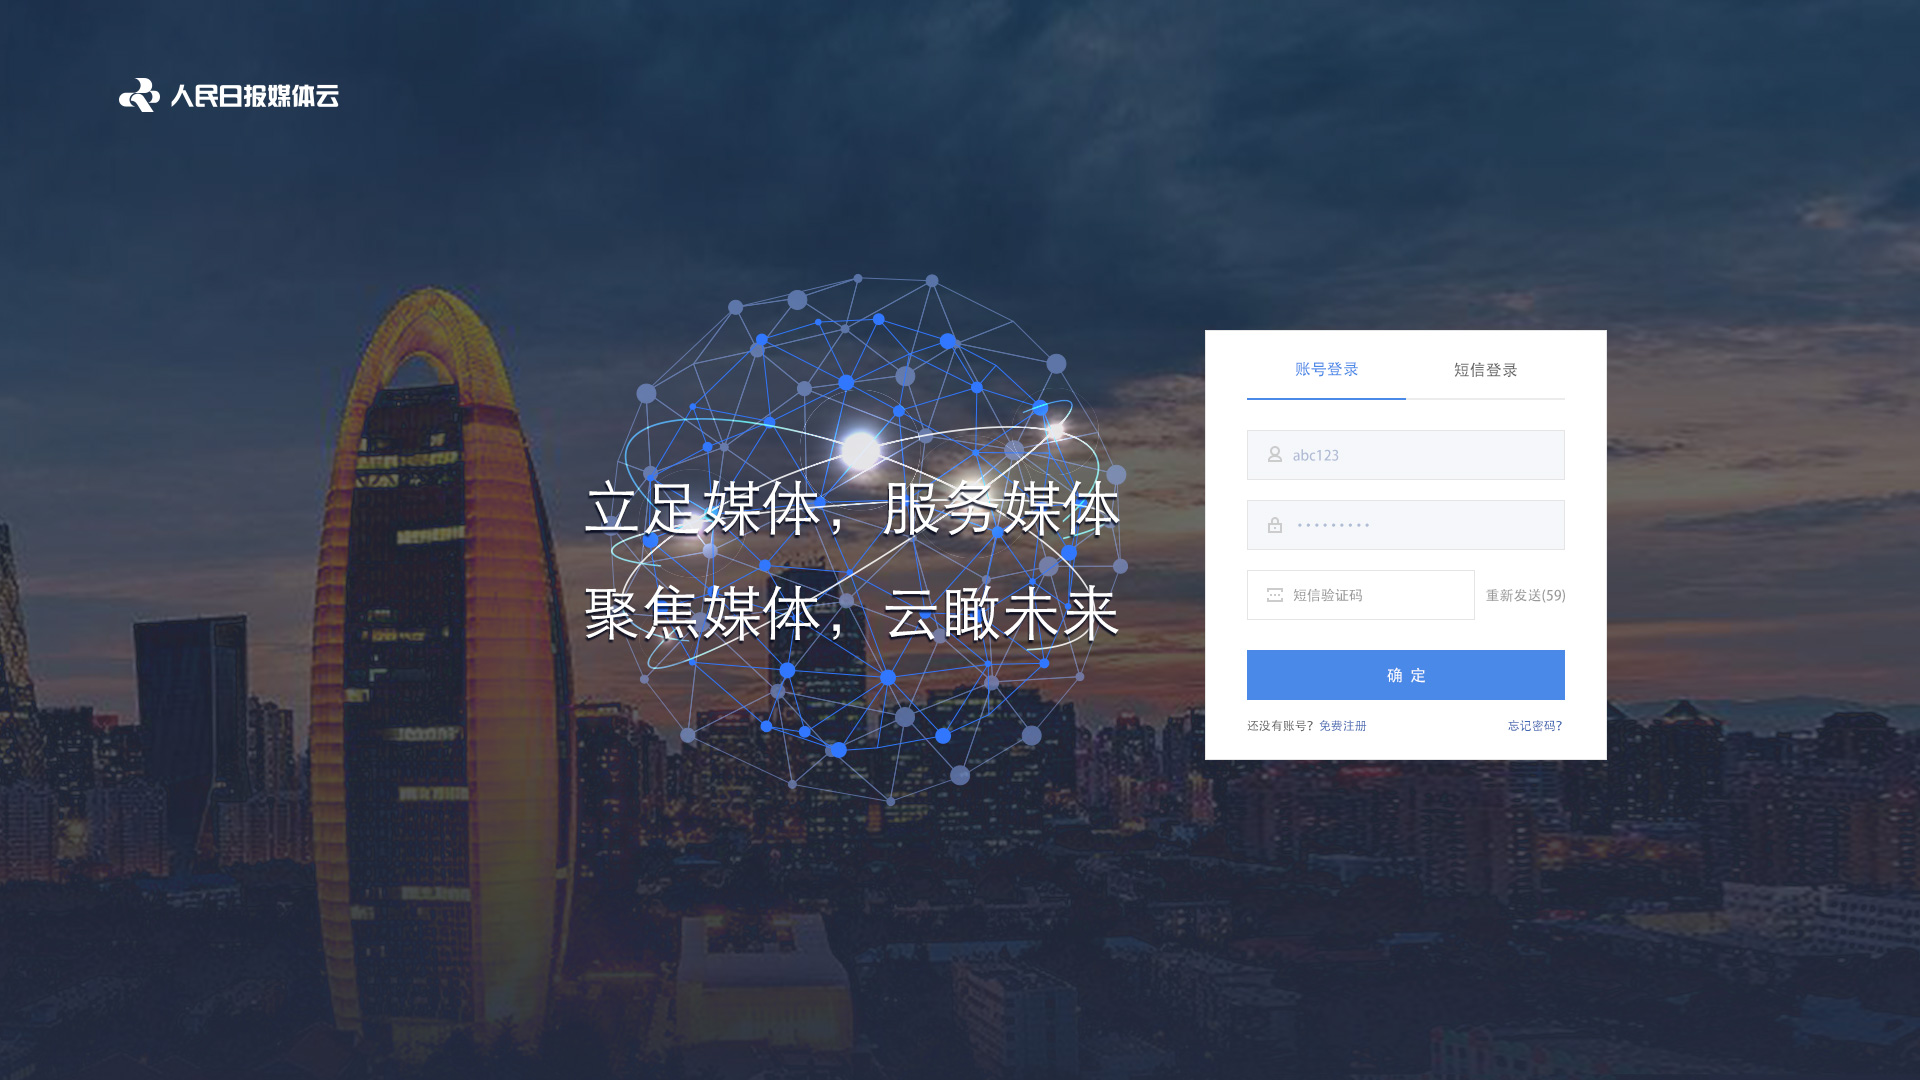 人民日报媒体云
立足媒体，服务媒体
聚焦媒体，云瞰未来
账号登录
短信登录
abc123
短信验证码
重新发送(59)
确 定
还没有账号？免费注册
忘记密码？